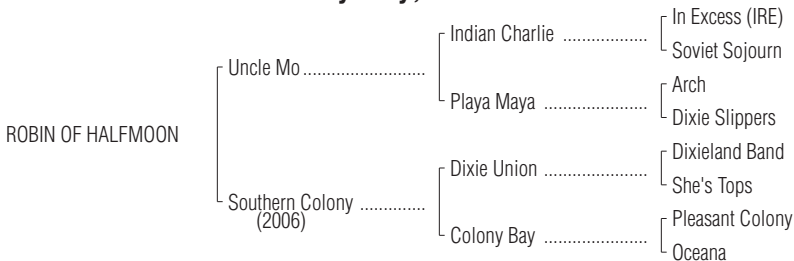 In Excess (IRE)
Indian Charlie ..................
Soviet Sojourn
Uncle Mo ..........................
Arch
Playa Maya ......................
Dixie Slippers
ROBIN OF HALFMOON
Dixieland Band
Dixie Union ......................
She's Tops
Southern Colony ..............
(2006)
Pleasant Colony
Colony Bay ......................
Oceana